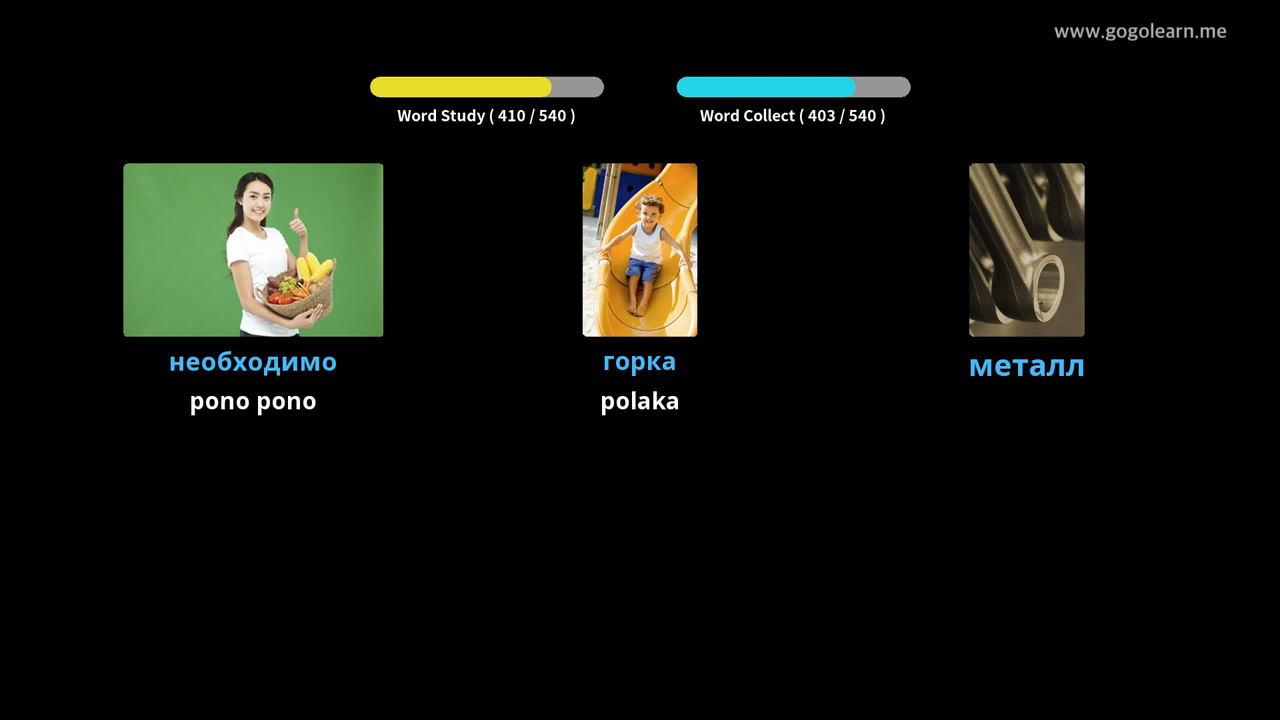 www.gogolearn.me
Word Study ( 410 / 540 )
Word Collect ( 403 / 540 )
необходимо
pono pono
горка
polaka
металл